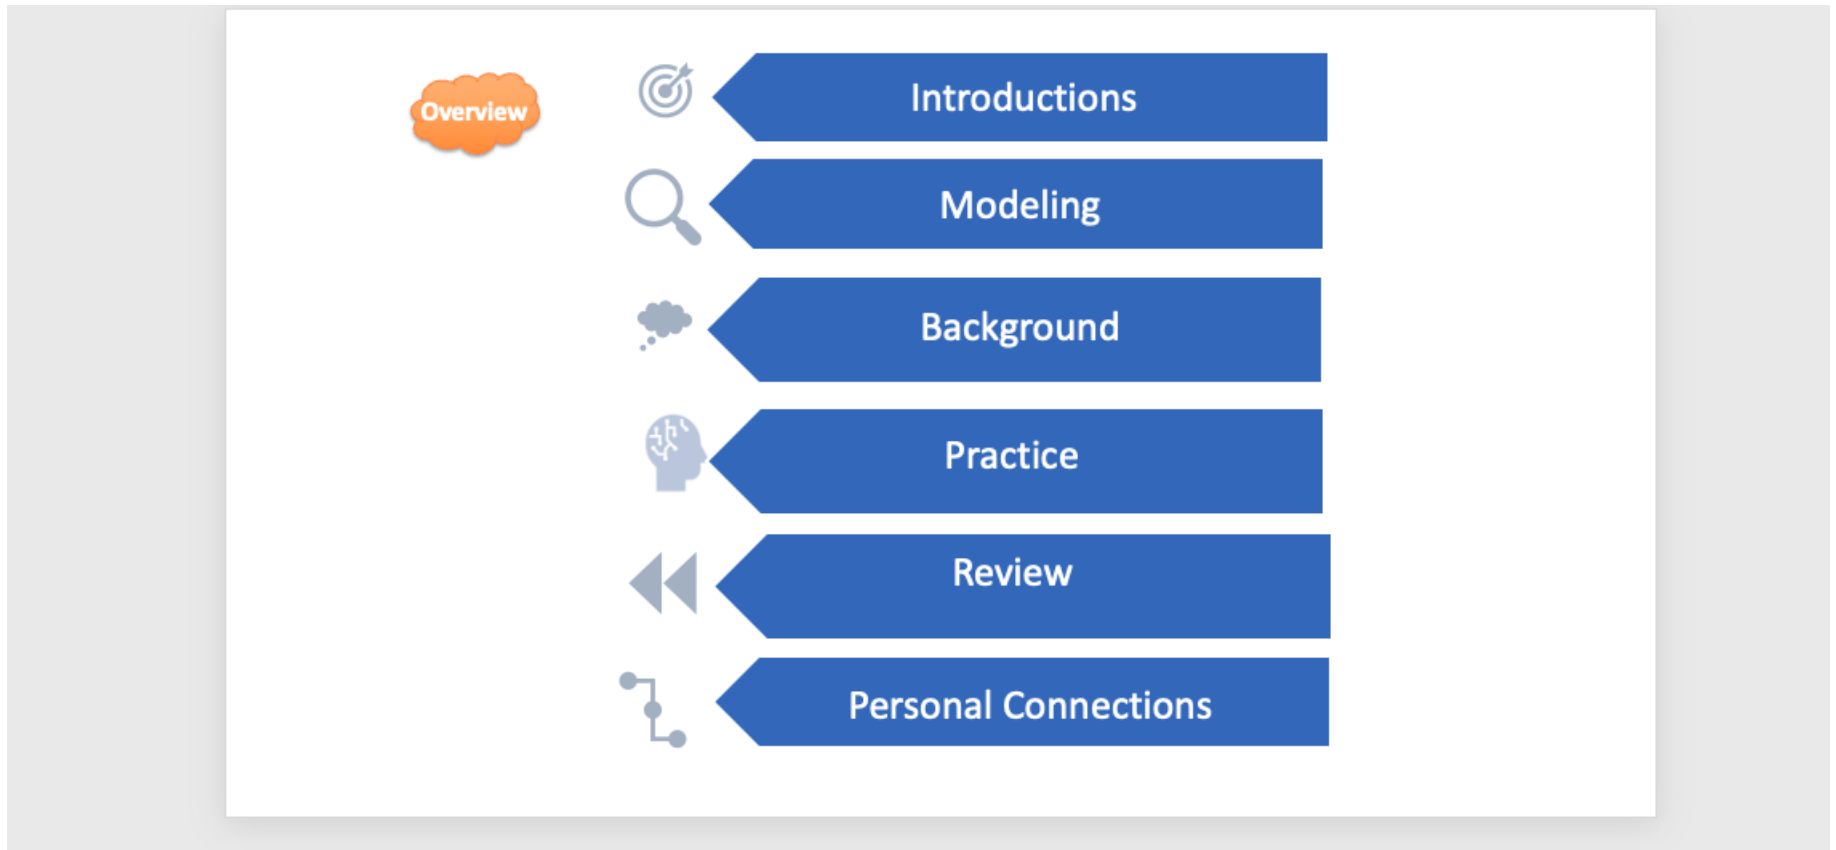 Overview
Introductions
Modeling
Background
Practice
Review
Personal Connections